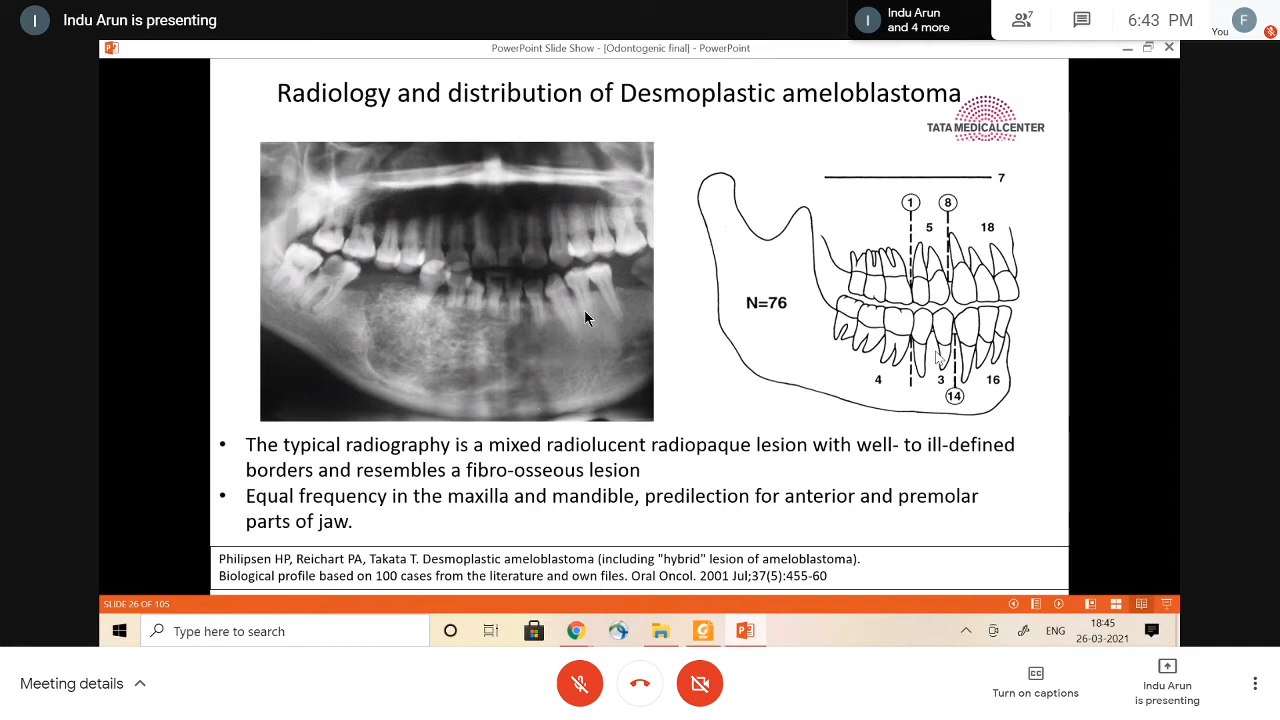 I
Indu Arun is presenting
I
Indu Arun
and 4 more
7
6:43 PM
You
F
PowerPoint Slide Show - [Odontogenic final] - PowerPoint
Radiology and distribution of Desmoplastic ameloblastoma
TATA MEDICAL CENTER
7
1
8
5
18
N=76
4
3
16
14
• The typical radiography is a mixed radiolucent radiopaque lesion with well- to ill-defined
borders and resembles a fibro-osseous lesion
• Equal frequency in the maxilla and mandible, predilection for anterior and premolar
parts of jaw.
Philipsen HP, Reichart PA, Takata T. Desmoplastic ameloblastoma (including "hybrid" lesion of ameloblastoma).
Biological profile based on 100 cases from the literature and own files. Oral Oncol. 2001 Jul;37(5):455-60
SLIDE 26 OF 105
Type here to search
ENG
18:45
26-03-2021
Meeting details
CC
Turn on captions
Indu Arun
is presenting